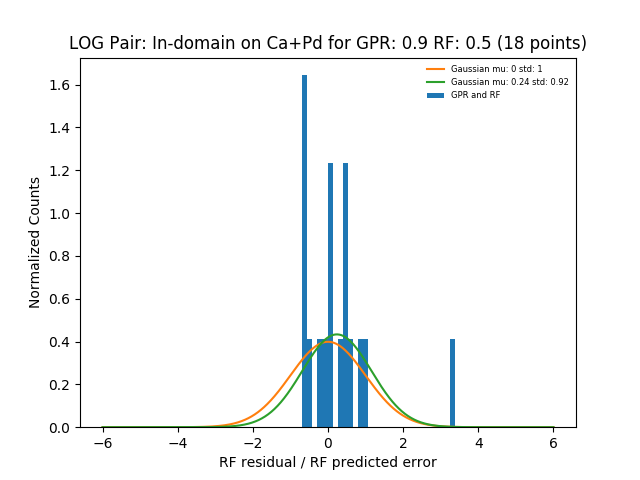 LOG Pair: In-domain on Ca+Pd for GPR: 0.9 RF: 0.5 (18 points)
Gaussian mu: 0 std: 1
Gaussian mu: 0.24 std: 0.92
GPR and RF
Normalized Counts
1.6
1.4
1.2
1.0
0.8
0.6
0.4
0.2
0.0
−6 −4 −2 0 2 4 6
RF residual / RF predicted error